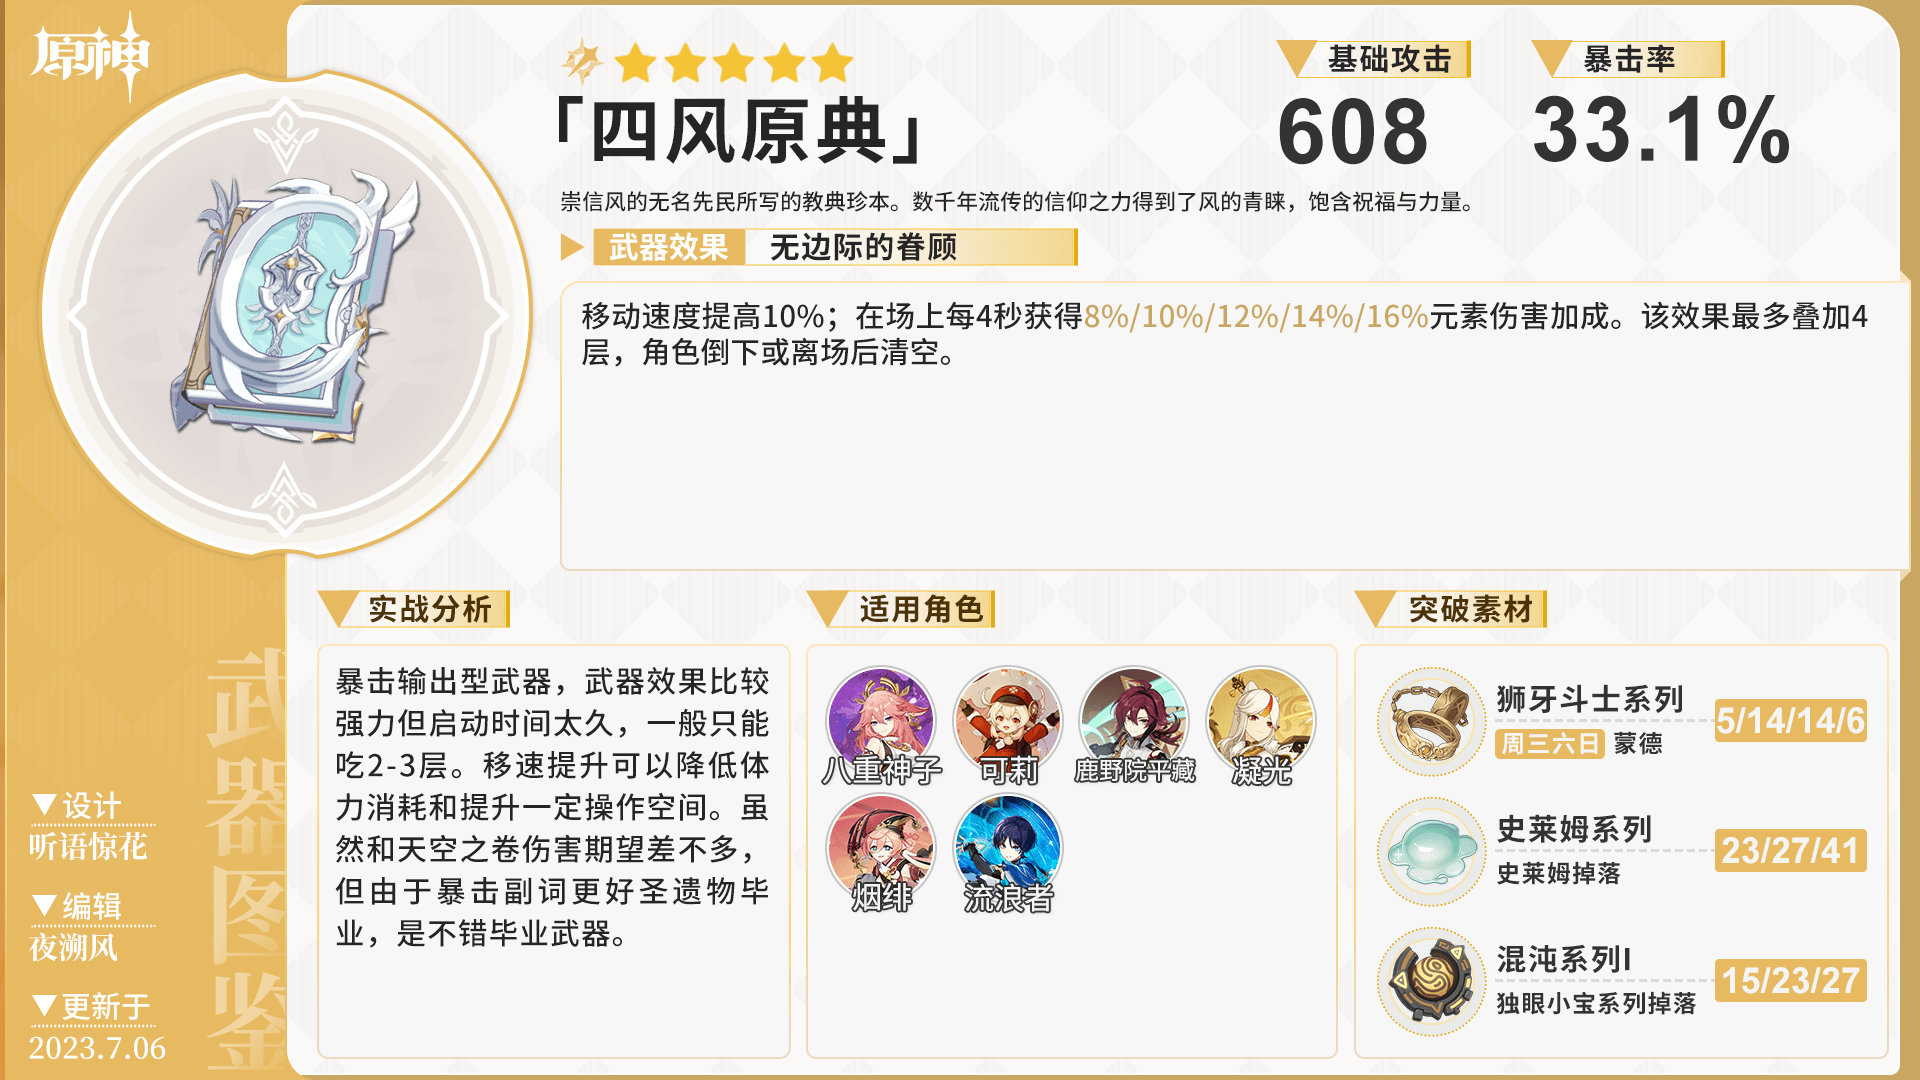 原神
「四风原典」
基础攻击
608
暴击率
33.1%
崇信风的无名先民所写的教典珍本。数千年流传的信仰之力得到了风的青睐，饱含祝福与力量。
武器效果 无边际的眷顾
移动速度提高10%；在场上每4秒获得8%/10%/12%/14%/16%元素伤害加成。该效果最多叠加4
层，角色倒下或离场后清空。
实战分析
暴击输出型武器，武器效果比较
强力但启动时间太久，一般只能
吃2-3层。移速提升可以降低体
力消耗和提升一定操作空间。虽
然和天空之卷伤害期望差不多，
但由于暴击副词更好圣遗物毕
业，是不错毕业武器。
适用角色
八重神子 可莉 鹿野院平藏 凝光
烟绯 流浪者
突破素材
狮牙斗士系列
周三六日 蒙德
5/14/14/6
史莱姆系列
史莱姆掉落
23/27/41
混沌系列I
独眼小宝系列掉落
15/23/27
武器图鉴
▼设计
听语惊花
▼编辑
夜溯风
▼更新于
2023.7.06